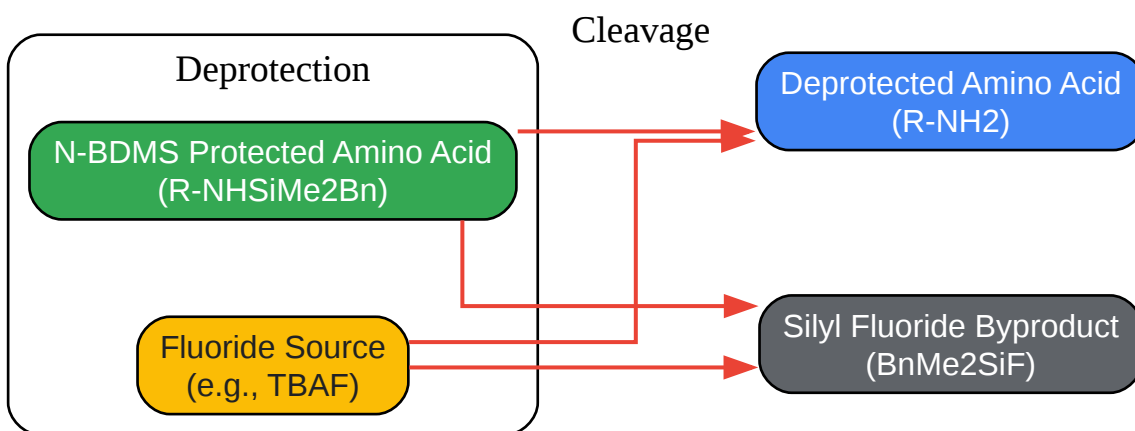 Cleavage
Deprotection
N-BDMS Protected Amino Acid
(R-NHSiMe2Bn)
Fluoride Source
(e.g., TBAF)
Deprotected Amino Acid
(R-NH2)
Silyl Fluoride Byproduct
(BnMe2SiF)